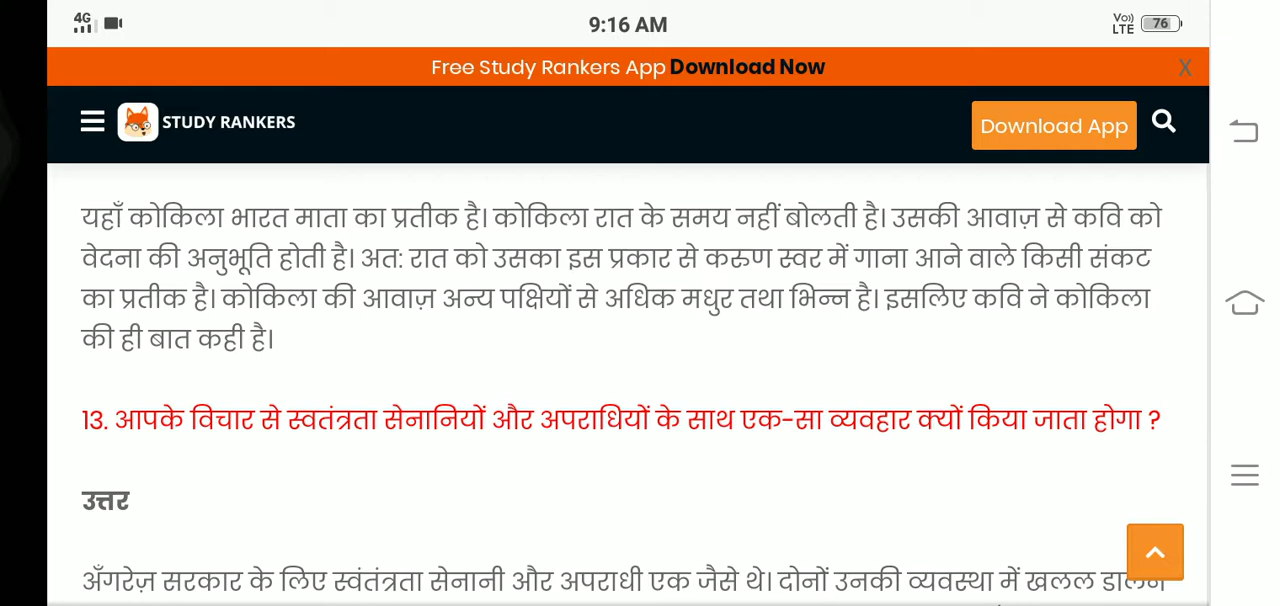 4G 9:16 AM Vo)) LTE 76
Free Study Rankers App Download Now X
STUDY RANKERS Download App
यहाँ कोकिला भारत माता का प्रतीक है। कोकिला रात के समय नहीं बोलती है। उसकी आवाज़ से कवि को
वेदना की अनुभूति होती है। अत: रात को उसका इस प्रकार से करुण स्वर में गाना आने वाले किसी संकट
का प्रतीक है। कोकिला की आवाज़ अन्य पक्षियों से अधिक मधुर तथा भिन्न है। इसलिए कवि ने कोकिला
की ही बात कही है।
13. आपके विचार से स्वतंत्रता सेनानियों और अपराधियों के साथ एक-सा व्यवहार क्यों किया जाता होगा ?
उत्तर
अँगरेज़ सरकार के लिए स्वंतंत्रता सेनानी और अपराधी एक जैसे थे। दोनों उनकी व्यवस्था में खलल डालने